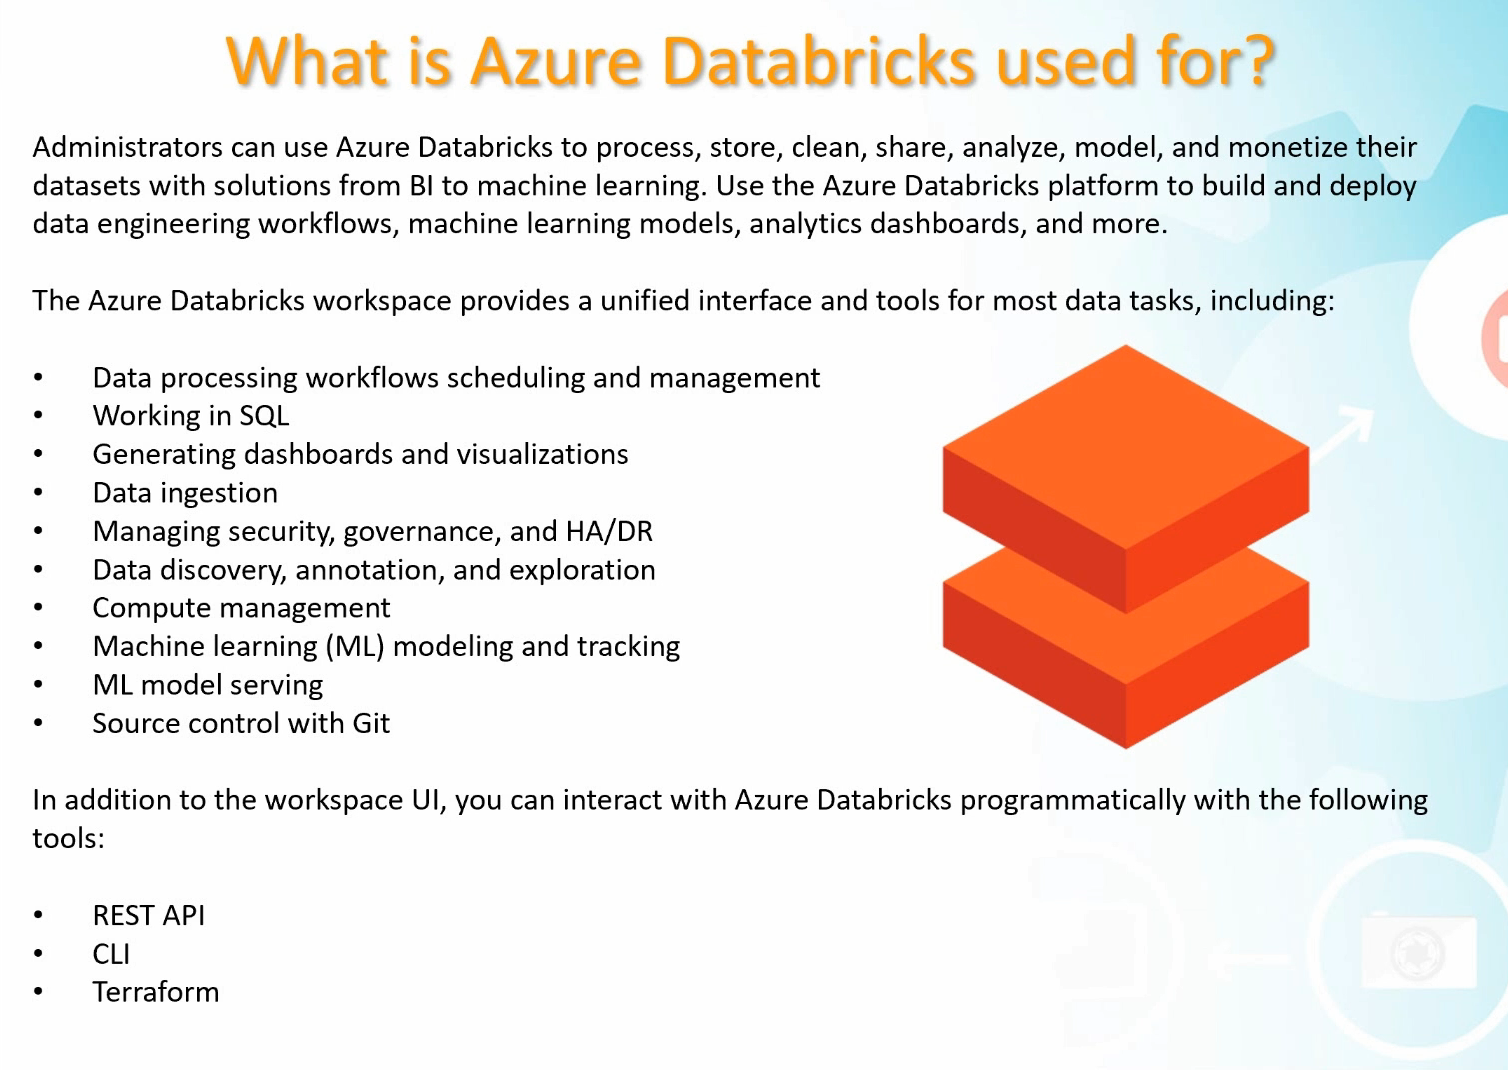 What is Azure Databricks used for?
Administrators can use Azure Databricks to process, store, clean, share, analyze, model, and monetize their
datasets with solutions from BI to machine learning. Use the Azure Databricks platform to build and deploy
data engineering workflows, machine learning models, analytics dashboards, and more.
The Azure Databricks workspace provides a unified interface and tools for most data tasks, including:
• Data processing workflows scheduling and management
• Working in SQL
• Generating dashboards and visualizations
• Data ingestion
• Managing security, governance, and HA/DR
• Data discovery, annotation, and exploration
• Compute management
• Machine learning (ML) modeling and tracking
• ML model serving
• Source control with Git
In addition to the workspace UI, you can interact with Azure Databricks programmatically with the following
tools:
• REST API
• CLI
• Terraform